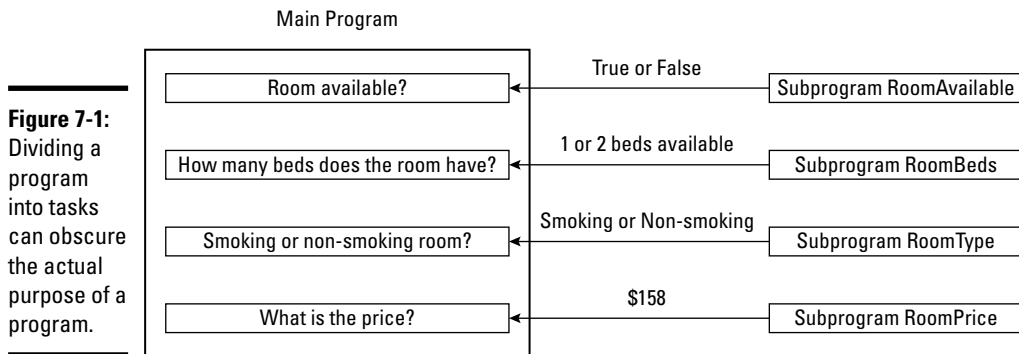 Main Program
Figure 7-1:
Dividing a
program
into tasks
can obscure
the actual
purpose of a
program.
Room available?
True or False
Subprogram RoomAvailable
How many beds does the room have?
1 or 2 beds available
Subprogram RoomBeds
Smoking or non-smoking room?
Smoking or Non-smoking
Subprogram RoomType
What is the price?
$158
Subprogram RoomPrice